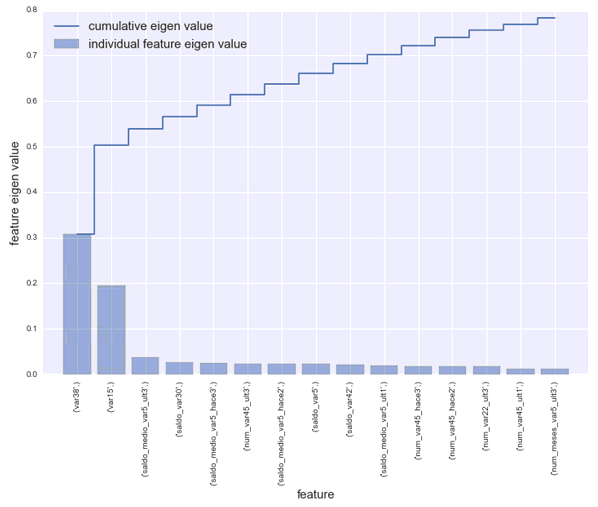 cumulative eigen value
individual feature eigen value
0.8
0.7
0.6
0.5
0.4
0.3
0.2
0.1
0.0
feature eigen value
('var38',)
('var15',)
('saldo_medio_var5_ult3',)
('saldo_var30',)
('saldo_medio_var5_hace3',)
('num_var45_ult3',)
('saldo_medio_var5_hace2',)
('saldo_var5',)
('saldo_var42',)
('saldo_medio_var5_ult1',)
('num_var45_hace3',)
('num_var45_hace2',)
('num_var22_ult3',)
('num_var45_ult1',)
('num_meses_var5_ult3',)
feature